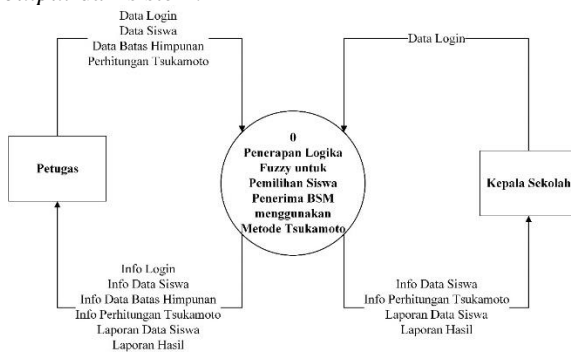 Data Login
Data Siswa
Data Batas Himpunan
Perhitungan Tsukamoto
Data Login
Petugas
0
Penerapan Logika
Fuzzy untuk
Pemilihan Siswa
Penerima BSM
menggunakan
Metode Tsukamoto
Kepala Sekolah
Info Login
Info Data Siswa
Info Data Batas Himpunan
Info Perhitungan Tsukamoto
Laporan Data Siswa
Laporan Hasil
Info Data Siswa
Info Perhitungan Tsukamoto
Laporan Data Siswa
Laporan Hasil